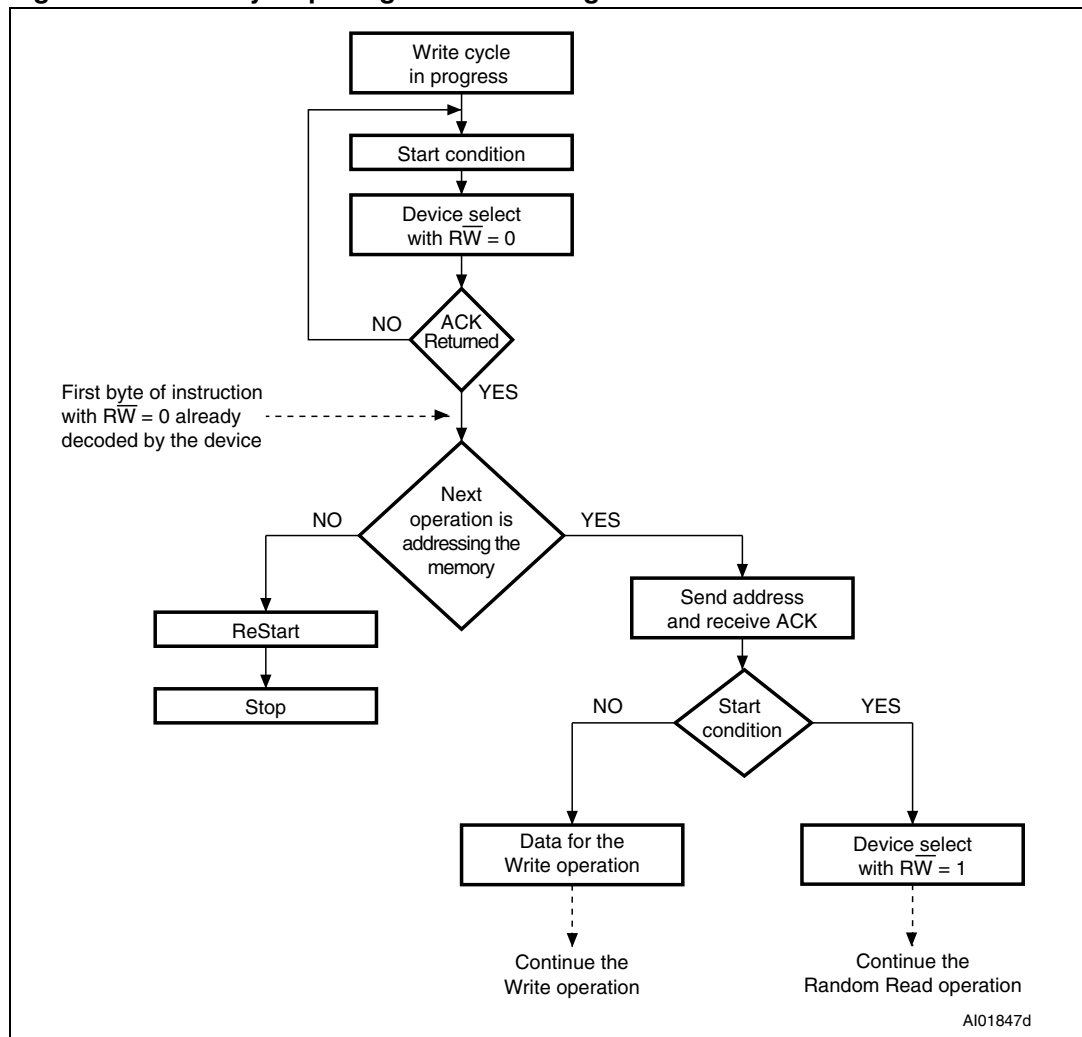 Write cycle
in progress
Start condition
Device select
with RW̅ = 0
NO
ACK
Returned
YES
First byte of instruction
with RW̅ = 0 already
decoded by the device
Next
operation is
addressing the
memory
NO
YES
ReStart
Stop
Send address
and receive ACK
NO
Start
condition
YES
Data for the
Write operation
Device select
with RW̅ = 1
Continue the
Write operation
Continue the
Random Read operation
AI01847d